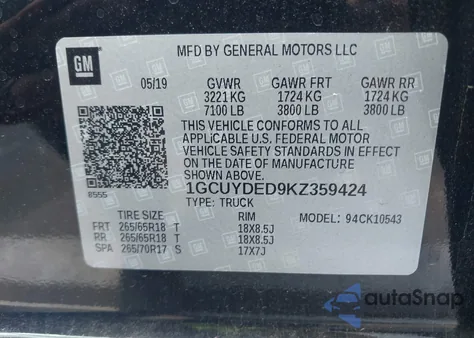 GM
MFD BY GENERAL MOTORS LLC
05/19 GVWR GAWR FRT GAWR RR
3221 KG 1724 KG 1724 KG
7100 LB 3800 LB 3800 LB
THIS VEHICLE CONFORMS TO ALL
APPLICABLE U.S. FEDERAL MOTOR
VEHICLE SAFETY STANDARDS IN
EFFECT ON THE DATE OF MANUFACTURE
SHOWN ABOVE.
1GCUYDED9KZ359424
8555
TYPE: TRUCK MODEL: 94CK10543
TIRE SIZE RIM
FRT 265/65R18 T 18X8.5J
RR 265/65R18 T 18X8.5J
SPA 265/70R17 S 17X7J
autaSnap